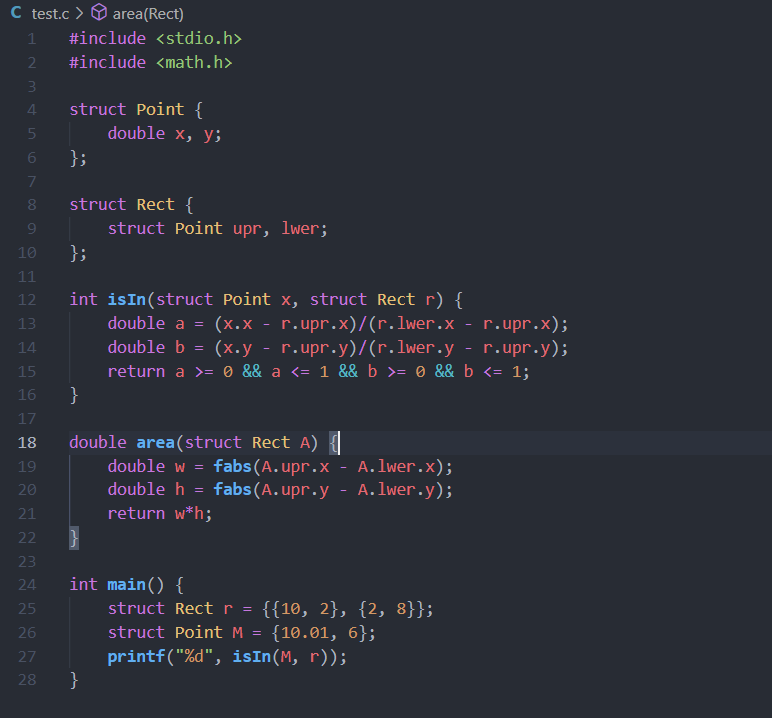 C test.c > area(Rect)
1 #include <stdio.h>
2 #include <math.h>
3
4 struct Point {
5     double x, y;
6 };
7
8 struct Rect {
9     struct Point upr, lwer;
10 };
11
12 int isIn(struct Point x, struct Rect r) {
13     double a = (x.x - r.upr.x)/(r.lwer.x - r.upr.x);
14     double b = (x.y - r.upr.y)/(r.lwer.y - r.upr.y);
15     return a >= 0 && a <= 1 && b >= 0 && b <= 1;
16 }
17
18 double area(struct Rect A) {
19     double w = fabs(A.upr.x - A.lwer.x);
20     double h = fabs(A.upr.y - A.lwer.y);
21     return w*h;
22 }
23
24 int main() {
25     struct Rect r = {{10, 2}, {2, 8}};
26     struct Point M = {10.01, 6};
27     printf("%d", isIn(M, r));
28 }